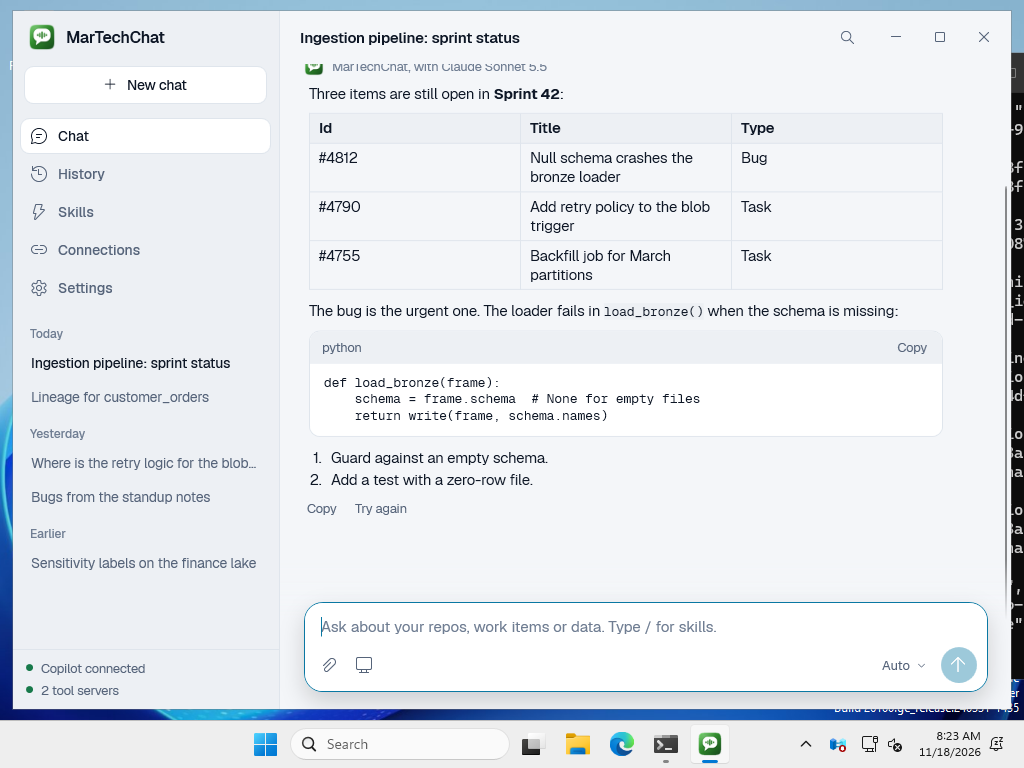 MarTechChat
Ingestion pipeline: sprint status
New chat
Chat
History
Skills
Connections
Settings
Today
Ingestion pipeline: sprint status
Lineage for customer_orders
Yesterday
Where is the retry logic for the blob...
Bugs from the standup notes
Earlier
Sensitivity labels on the finance lake
Copilot connected
2 tool servers
MarTechChat, with Claude Sonnet 5.5
Three items are still open in Sprint 42:
Id Title Type
#4812 Null schema crashes the Bug
bronze loader
#4790 Add retry policy to the blob Task
trigger
#4755 Backfill job for March Task
partitions
The bug is the urgent one. The loader fails in load_bronze() when the schema is missing:
python Copy
def load_bronze(frame):
    schema = frame.schema  # None for empty files
    return write(frame, schema.names)
1. Guard against an empty schema.
2. Add a test with a zero-row file.
Copy Try again
Ask about your repos, work items or data. Type / for skills.
Auto
Search
8:23 AM
11/18/2026